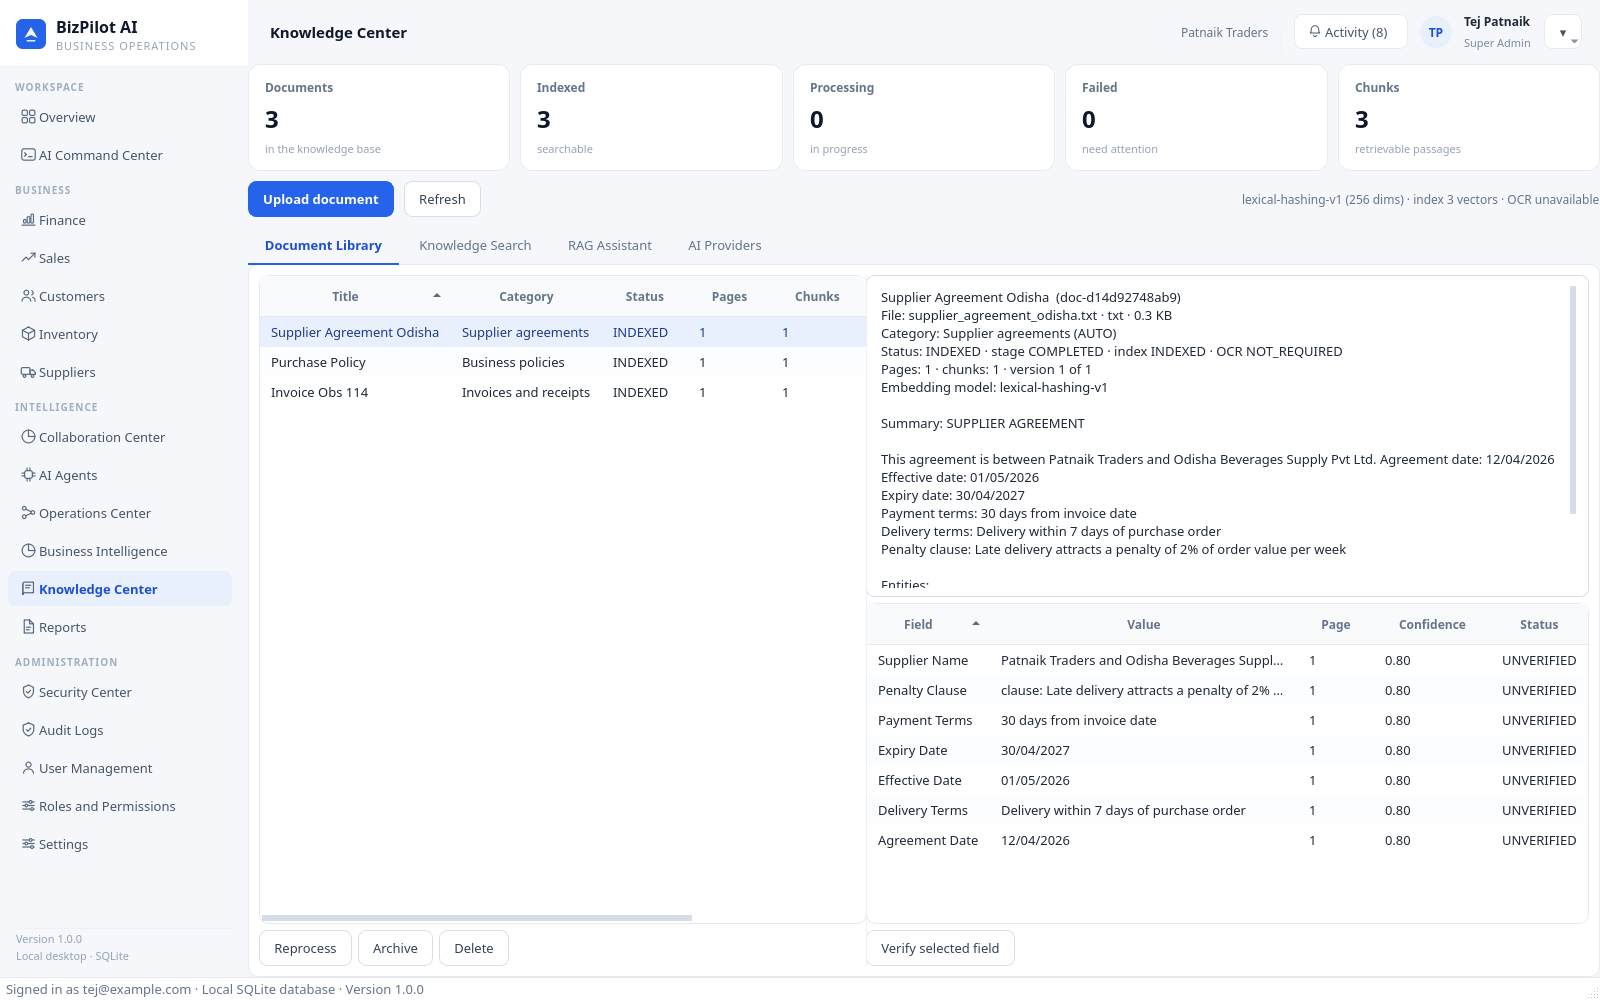 BizPilot AI
BUSINESS OPERATIONS
WORKSPACE
Overview
AI Command Center
BUSINESS
Finance
Sales
Customers
Inventory
Suppliers
INTELLIGENCE
Collaboration Center
AI Agents
Operations Center
Business Intelligence
Knowledge Center
Reports
ADMINISTRATION
Security Center
Audit Logs
User Management
Roles and Permissions
Settings
Version 1.0.0
Local desktop · SQLite
Knowledge Center
Patnaik Traders
Activity (8)
TP
Tej Patnaik
Super Admin
Documents
3
in the knowledge base
Indexed
3
searchable
Processing
0
in progress
Failed
0
need attention
Chunks
3
retrievable passages
Upload document
Refresh
lexical-hashing-v1 (256 dims) · index 3 vectors · OCR unavailable
Document Library Knowledge Search RAG Assistant AI Providers
Title Category Status Pages Chunks
Supplier Agreement Odisha Supplier agreements INDEXED 1 1
Purchase Policy Business policies INDEXED 1 1
Invoice Obs 114 Invoices and receipts INDEXED 1 1
Reprocess Archive Delete
Supplier Agreement Odisha (doc-d14d92748ab9)
File: supplier_agreement_odisha.txt · txt · 0.3 KB
Category: Supplier agreements (AUTO)
Status: INDEXED · stage COMPLETED · index INDEXED · OCR NOT_REQUIRED
Pages: 1 · chunks: 1 · version 1 of 1
Embedding model: lexical-hashing-v1
Summary: SUPPLIER AGREEMENT
This agreement is between Patnaik Traders and Odisha Beverages Supply Pvt Ltd. Agreement date: 12/04/2026
Effective date: 01/05/2026
Expiry date: 30/04/2027
Payment terms: 30 days from invoice date
Delivery terms: Delivery within 7 days of purchase order
Penalty clause: Late delivery attracts a penalty of 2% of order value per week
Entities:
Field Value Page Confidence Status
Supplier Name Patnaik Traders and Odisha Beverages Suppl... 1 0.80 UNVERIFIED
Penalty Clause clause: Late delivery attracts a penalty of 2% ... 1 0.80 UNVERIFIED
Payment Terms 30 days from invoice date 1 0.80 UNVERIFIED
Expiry Date 30/04/2027 1 0.80 UNVERIFIED
Effective Date 01/05/2026 1 0.80 UNVERIFIED
Delivery Terms Delivery within 7 days of purchase order 1 0.80 UNVERIFIED
Agreement Date 12/04/2026 1 0.80 UNVERIFIED
Verify selected field
Signed in as tej@example.com · Local SQLite database · Version 1.0.0